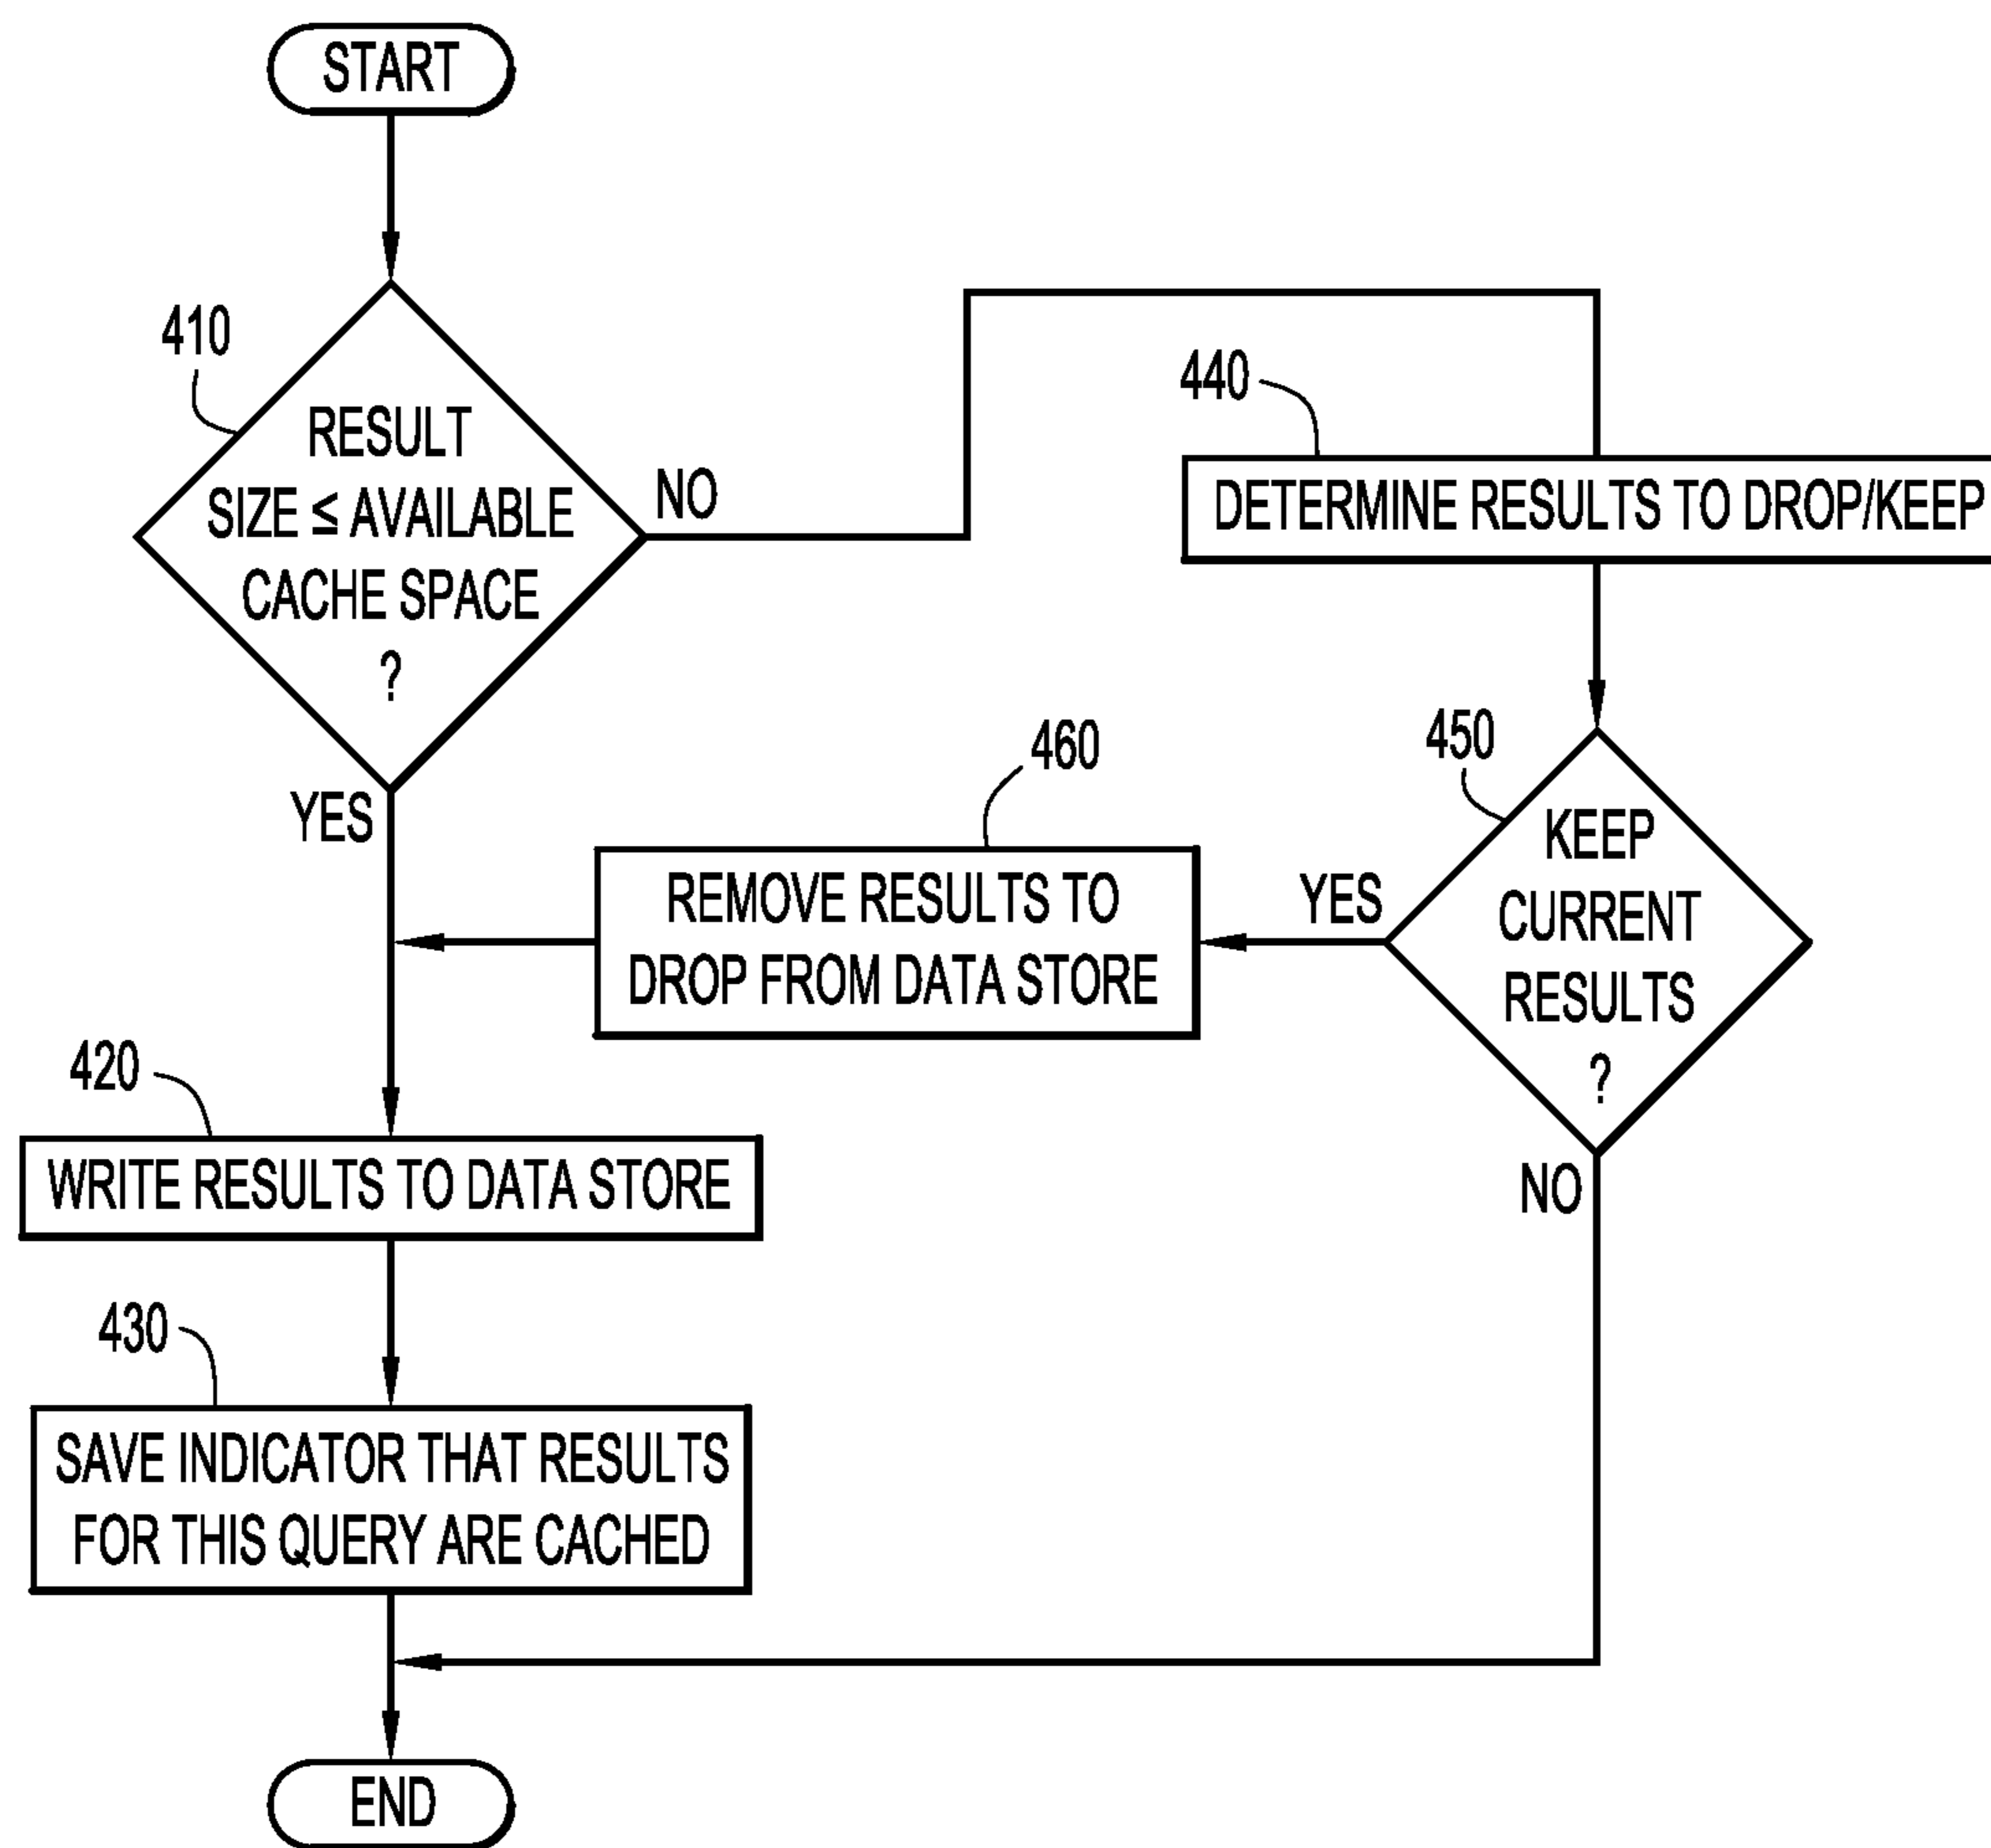 START
410
RESULT
SIZE ≤ AVAILABLE
CACHE SPACE
?
NO
YES
440
DETERMINE RESULTS TO DROP/KEEP
450
KEEP
CURRENT
RESULTS
?
YES
NO
460
REMOVE RESULTS TO
DROP FROM DATA STORE
420
WRITE RESULTS TO DATA STORE
430
SAVE INDICATOR THAT RESULTS
FOR THIS QUERY ARE CACHED
END